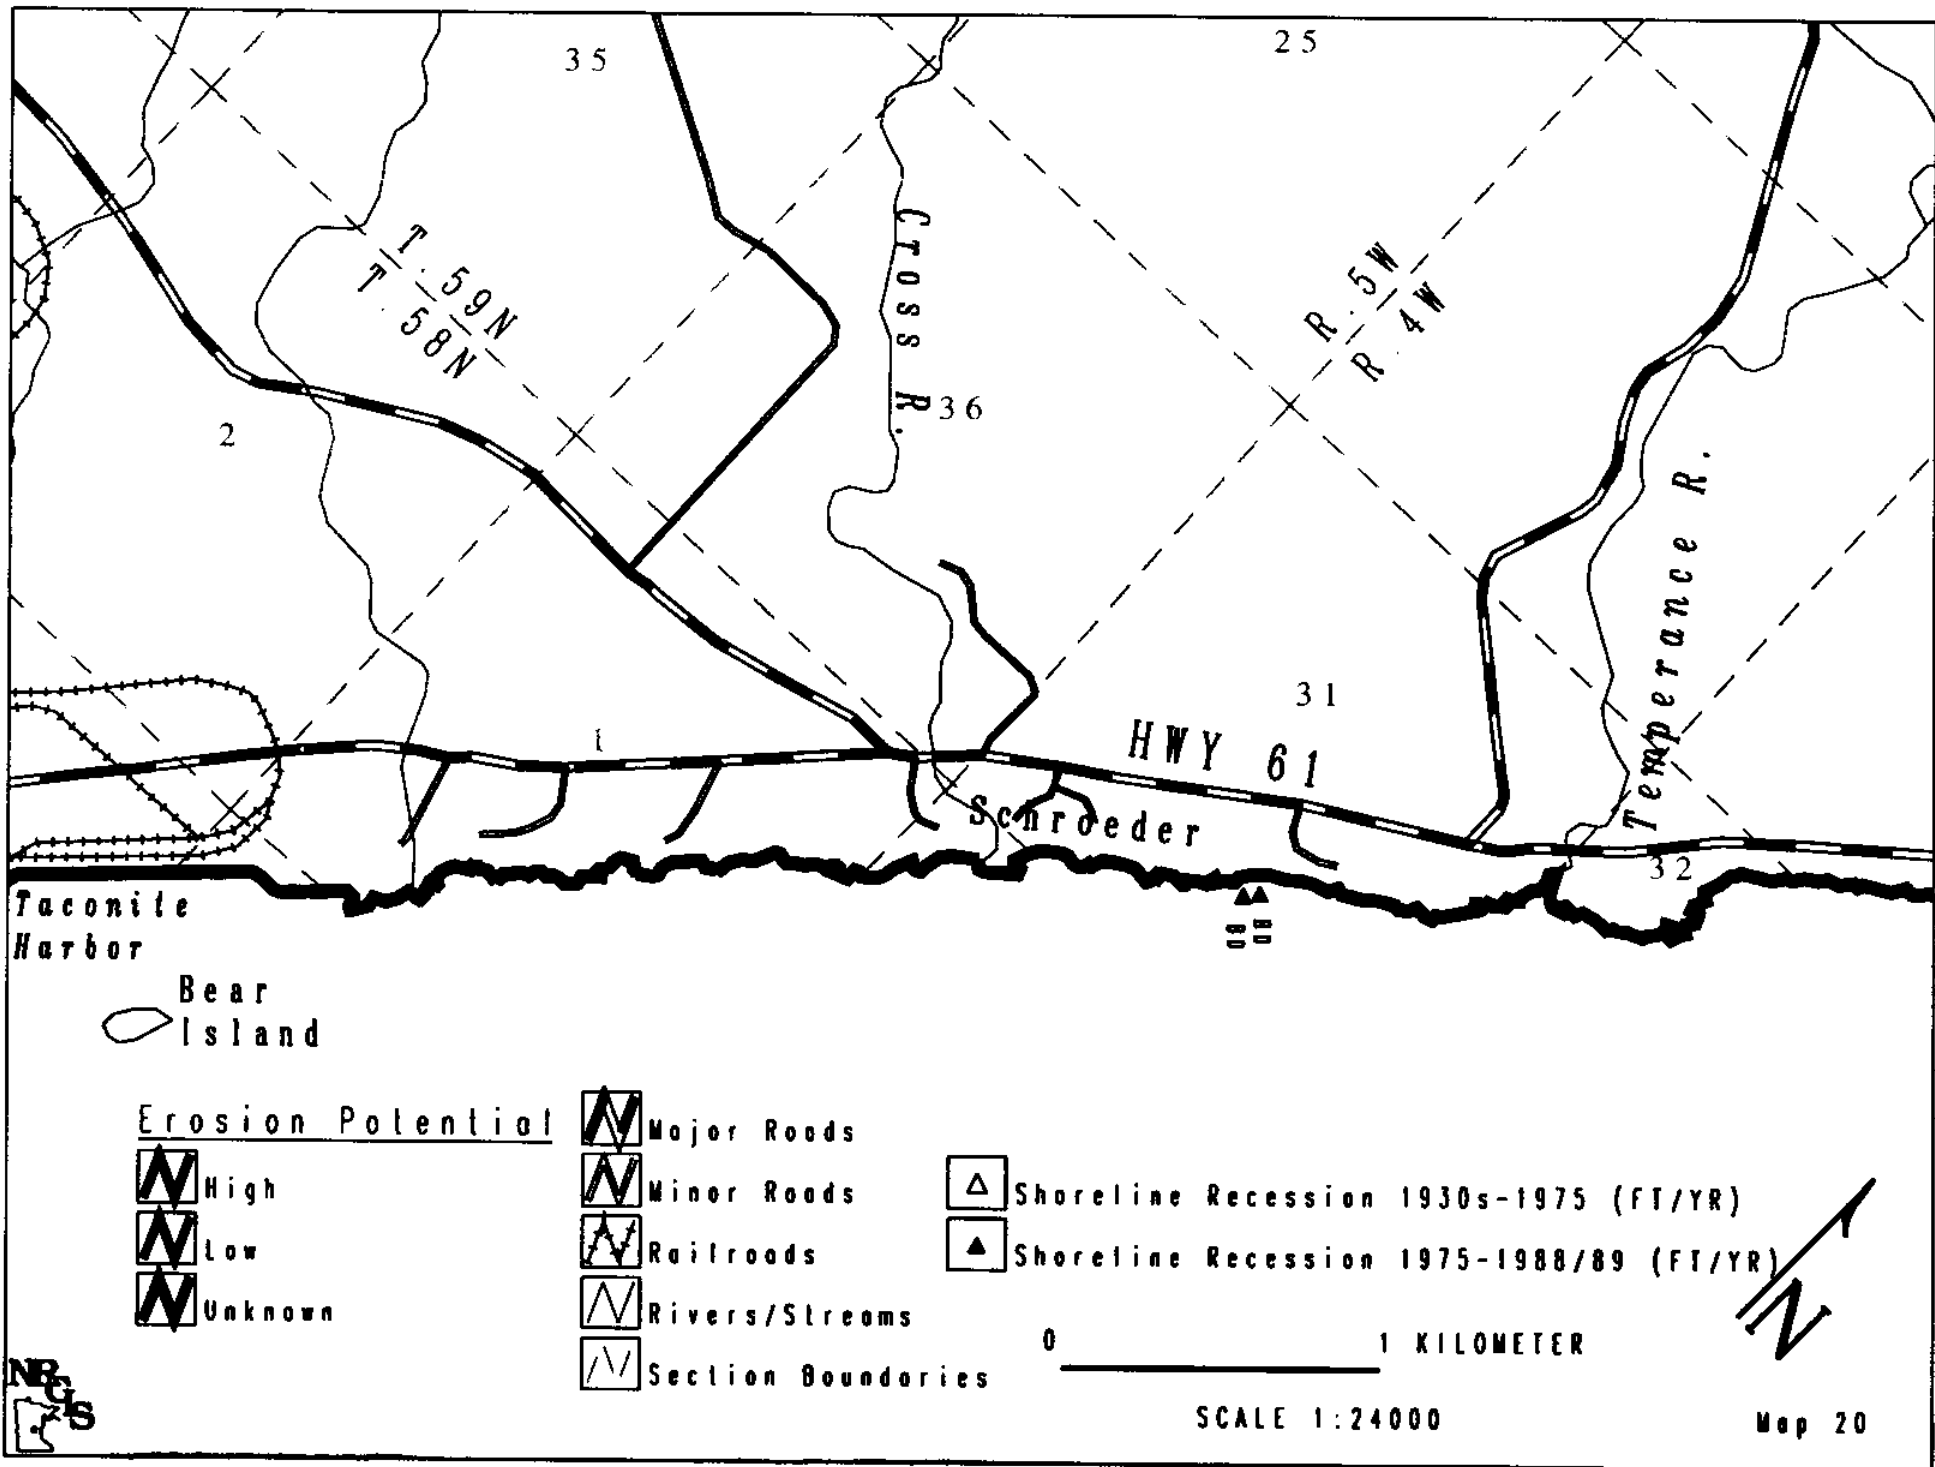 35
25
T. 59N
T. 58N
Cross R.
R. 5W
R. 4W
36
2
Temperance R.
31
1
HWY 61
Schroeder
32
Taconite
Harbor
Bear
Island
Erosion Potential
High
Low
Unknown
Major Roads
Minor Roads
Railroads
Rivers/Streams
Section Boundaries
Shoreline Recession 1930s-1975 (FT/YR)
Shoreline Recession 1975-1988/89 (FT/YR)
0 1 KILOMETER
SCALE 1:24000
N
Map 20
NRGIS